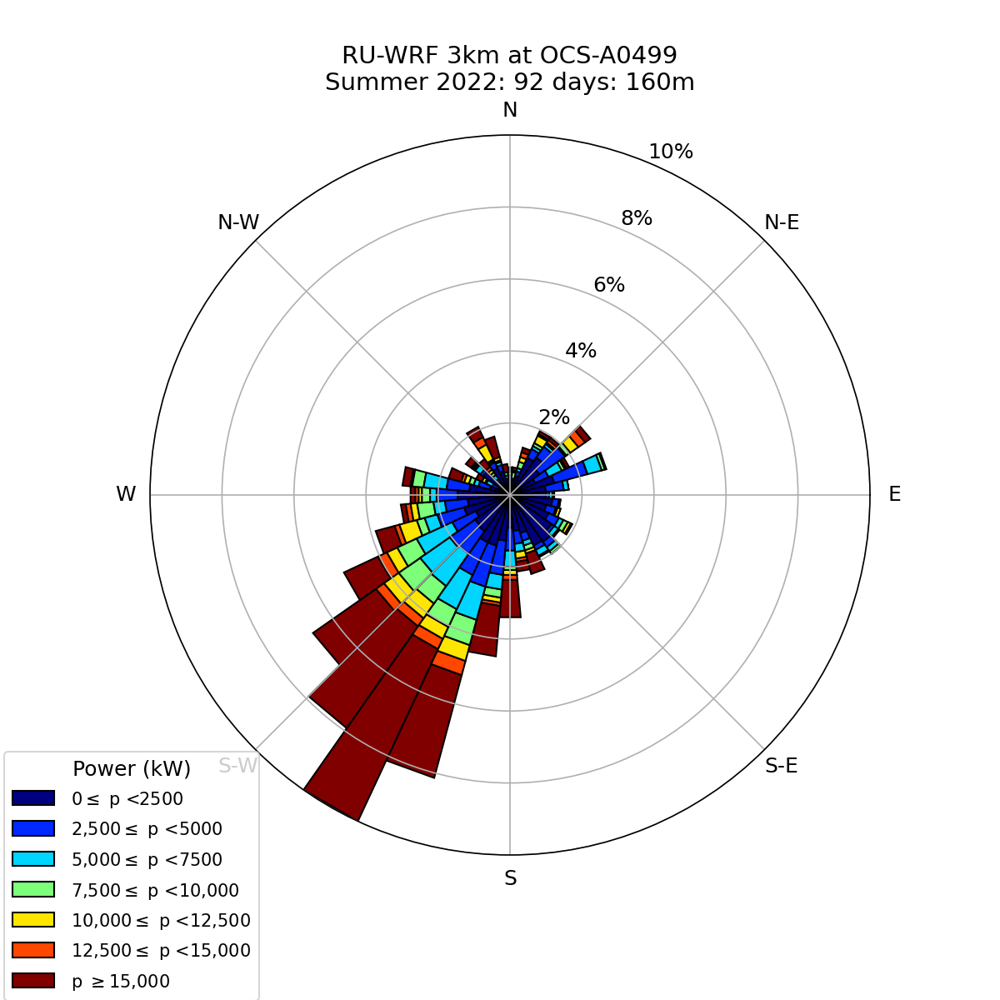 RU-WRF 3km at OCS-A0499
Summer 2022: 92 days: 160m
N
10%
N-W
8%
N-E
6%
4%
2%
W
E
S-W
S-E
S
Power (kW)
0≤ p <2500
2,500≤ p <5000
5,000≤ p <7500
7,500≤ p <10,000
10,000≤ p <12,500
12,500≤ p <15,000
p ≥15,000